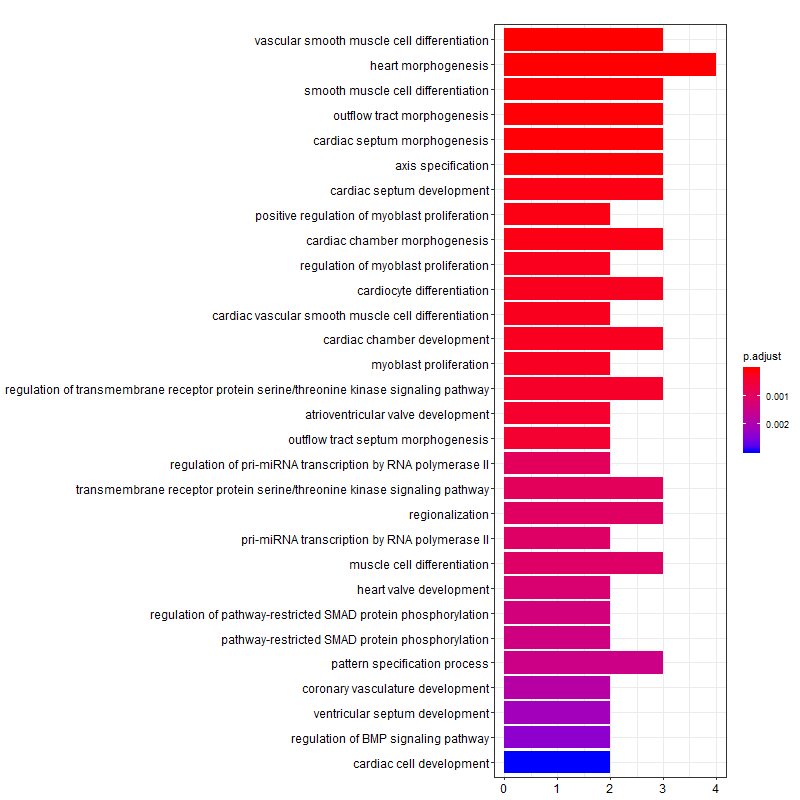 vascular smooth muscle cell differentiation
heart morphogenesis
smooth muscle cell differentiation
outflow tract morphogenesis
cardiac septum morphogenesis
axis specification
cardiac septum development
positive regulation of myoblast proliferation
cardiac chamber morphogenesis
regulation of myoblast proliferation
cardiocyte differentiation
cardiac vascular smooth muscle cell differentiation
cardiac chamber development
myoblast proliferation
regulation of transmembrane receptor protein serine/threonine kinase signaling pathway
atrioventricular valve development
outflow tract septum morphogenesis
regulation of pri-miRNA transcription by RNA polymerase II
transmembrane receptor protein serine/threonine kinase signaling pathway
regionalization
pri-miRNA transcription by RNA polymerase II
muscle cell differentiation
heart valve development
regulation of pathway-restricted SMAD protein phosphorylation
pathway-restricted SMAD protein phosphorylation
pattern specification process
coronary vasculature development
ventricular septum development
regulation of BMP signaling pathway
cardiac cell development
0 1 2 3 4
p.adjust
0.001
0.002